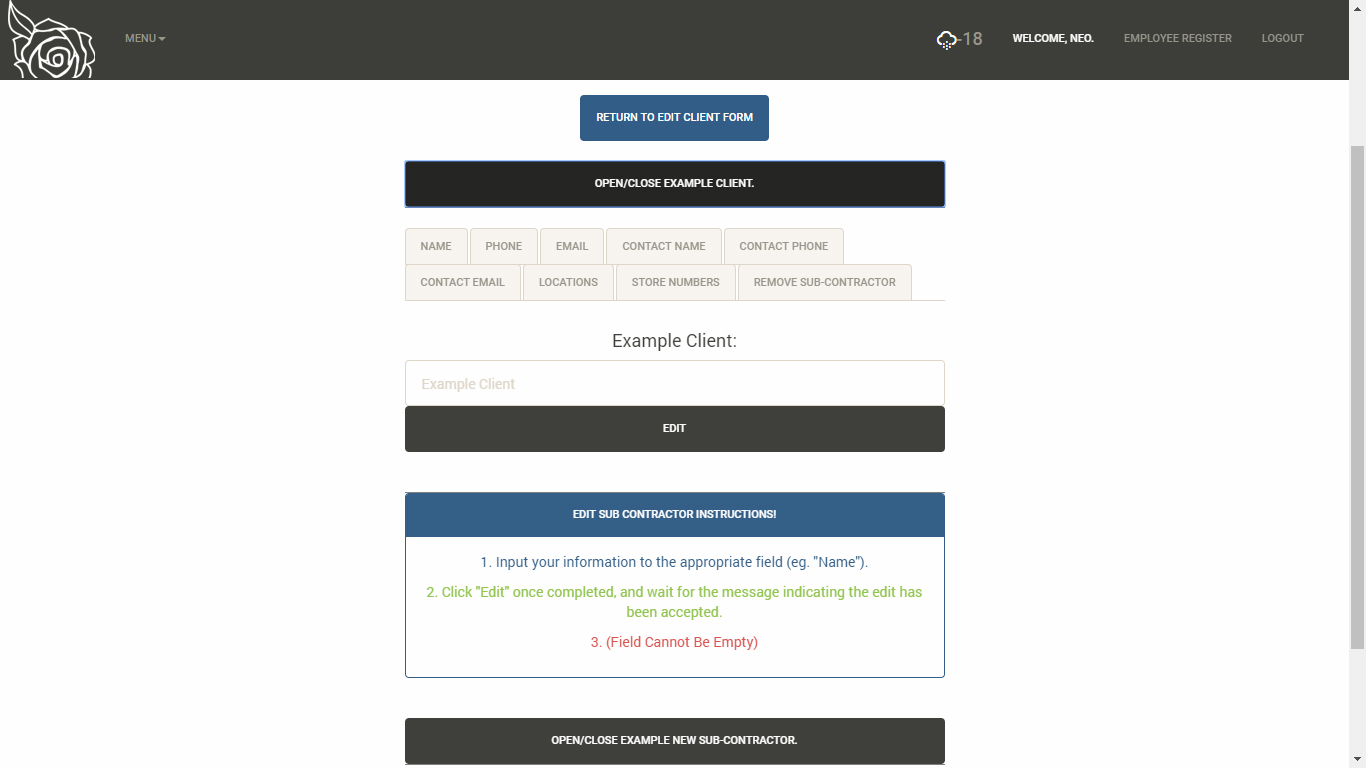 MENU
-18
WELCOME, NEO.
EMPLOYEE REGISTER
LOGOUT
RETURN TO EDIT CLIENT FORM
OPEN/CLOSE EXAMPLE CLIENT.
NAME
PHONE
EMAIL
CONTACT NAME
CONTACT PHONE
CONTACT EMAIL
LOCATIONS
STORE NUMBERS
REMOVE SUB-CONTRACTOR
Example Client:
Example Client
EDIT
EDIT SUB CONTRACTOR INSTRUCTIONS!
1. Input your information to the appropriate field (eg. "Name").
2. Click "Edit" once completed, and wait for the message indicating the edit has
been accepted.
3. (Field Cannot Be Empty)
OPEN/CLOSE EXAMPLE NEW SUB-CONTRACTOR.